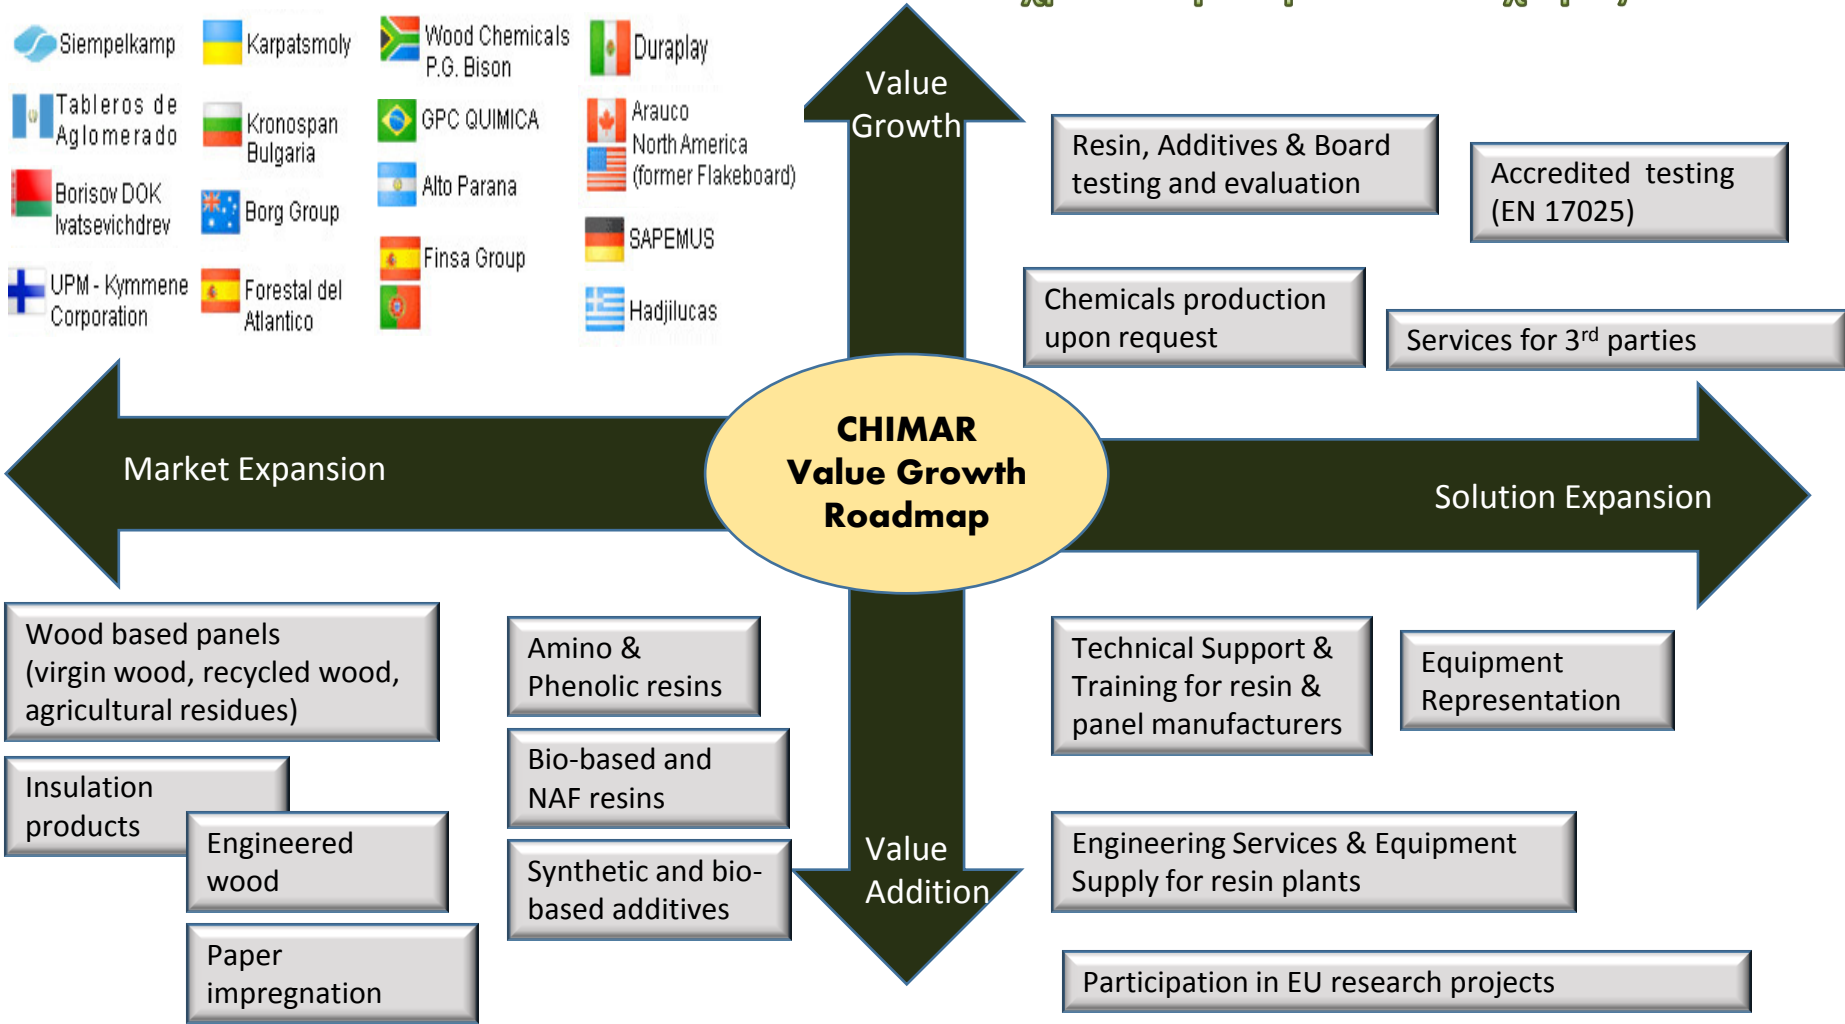 Siempelkamp
Karpatsmoly
Wood Chemicals
P.G. Bison
Duraplay
Tableros de
Aglomerado
Kronospan
Bulgaria
GPC QUIMICA
Arauco
North America
(former Flakeboard)
Borisov DOK
Ivatsevichdrev
Borg Group
Alto Parana
SAPEMUS
UPM - Kymmene
Corporation
Forestal del
Atlantico
Finsa Group
Hadjilucas
Value
Growth
Resin, Additives & Board
testing and evaluation
Accredited testing
(EN 17025)
Chemicals production
upon request
Services for 3rd parties
Market Expansion
CHIMAR
Value Growth
Roadmap
Solution Expansion
Wood based panels
(virgin wood, recycled wood,
agricultural residues)
Insulation
products
Engineered
wood
Paper
impregnation
Amino &
Phenolic resins
Bio-based and
NAF resins
Synthetic and bio-
based additives
Value
Addition
Technical Support &
Training for resin &
panel manufacturers
Equipment
Representation
Engineering Services & Equipment
Supply for resin plants
Participation in EU research projects